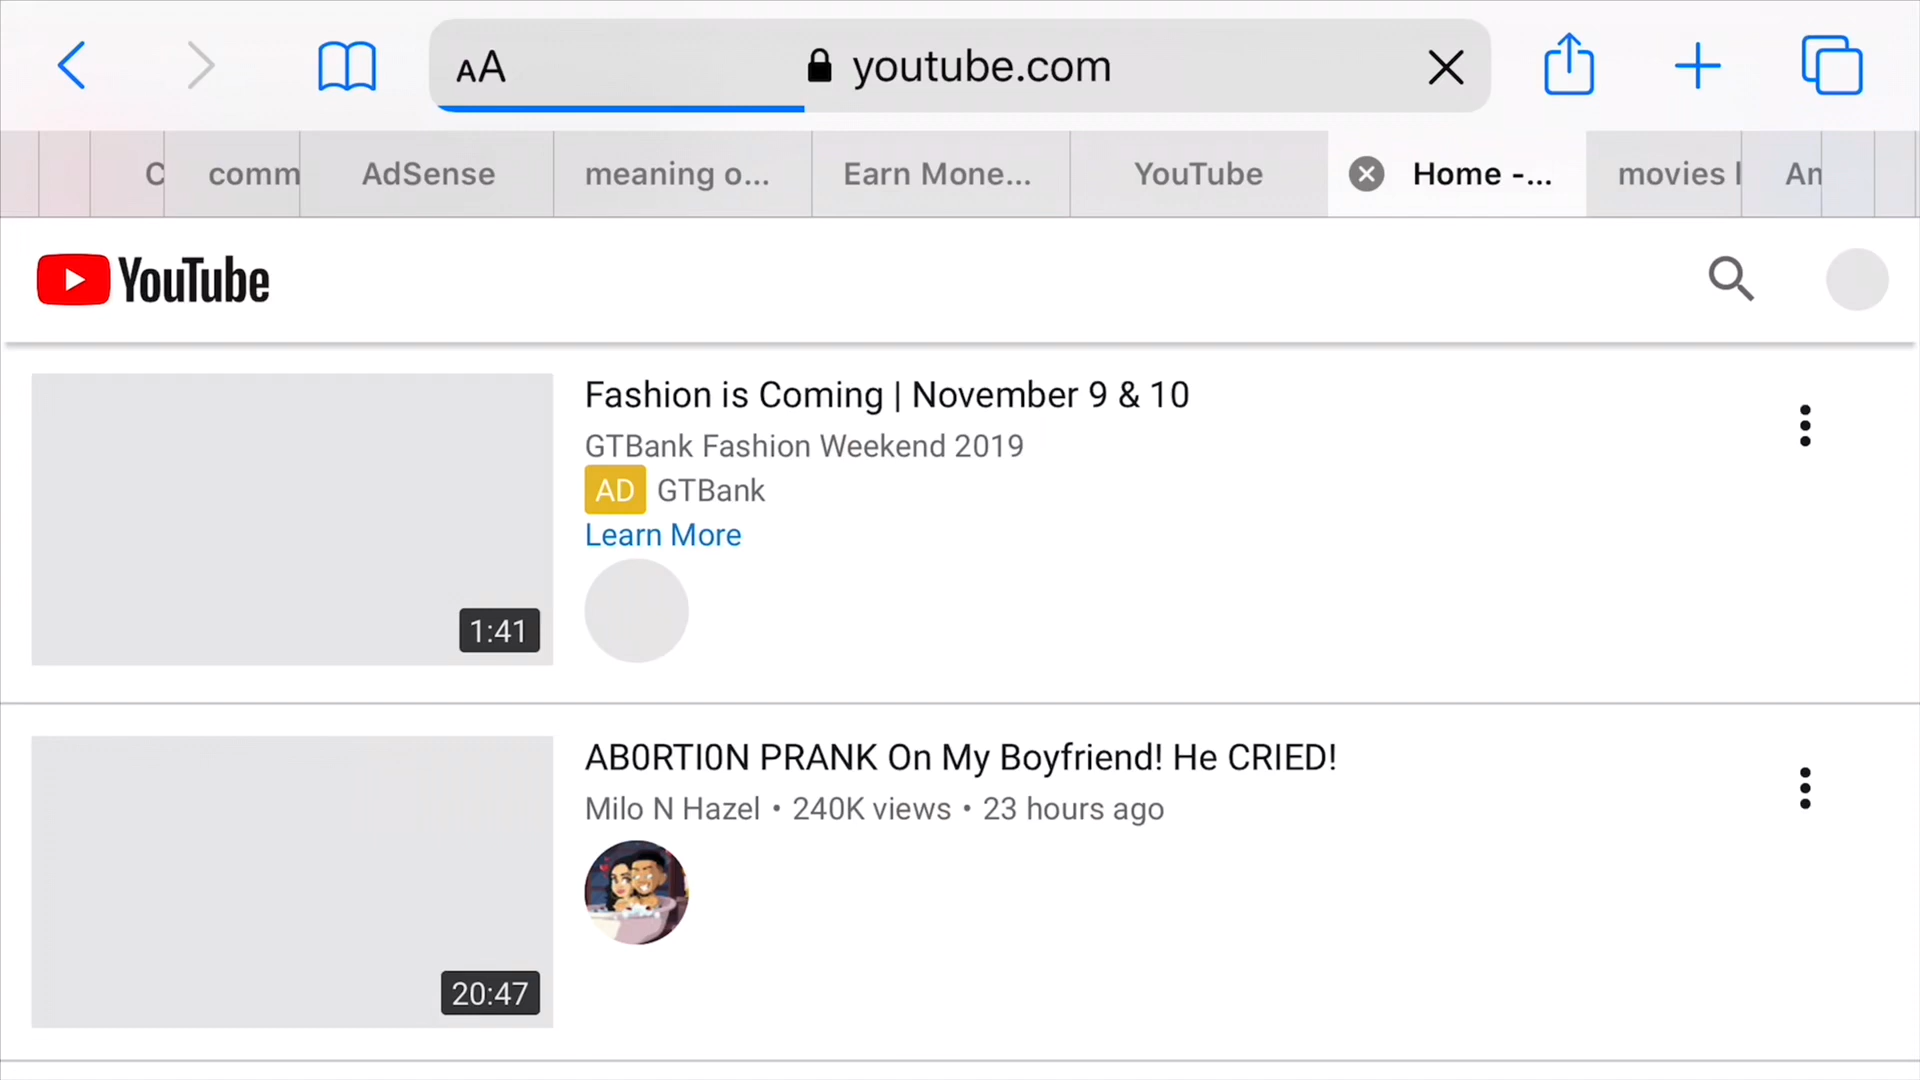 AA youtube.com
C comm AdSense meaning o... Earn Mone... YouTube Home -... movies An
YouTube
Fashion is Coming | November 9 & 10
GTBank Fashion Weekend 2019
AD GTBank
Learn More
1:41
AB0RTI0N PRANK On My Boyfriend! He CRIED!
Milo N Hazel • 240K views • 23 hours ago
20:47